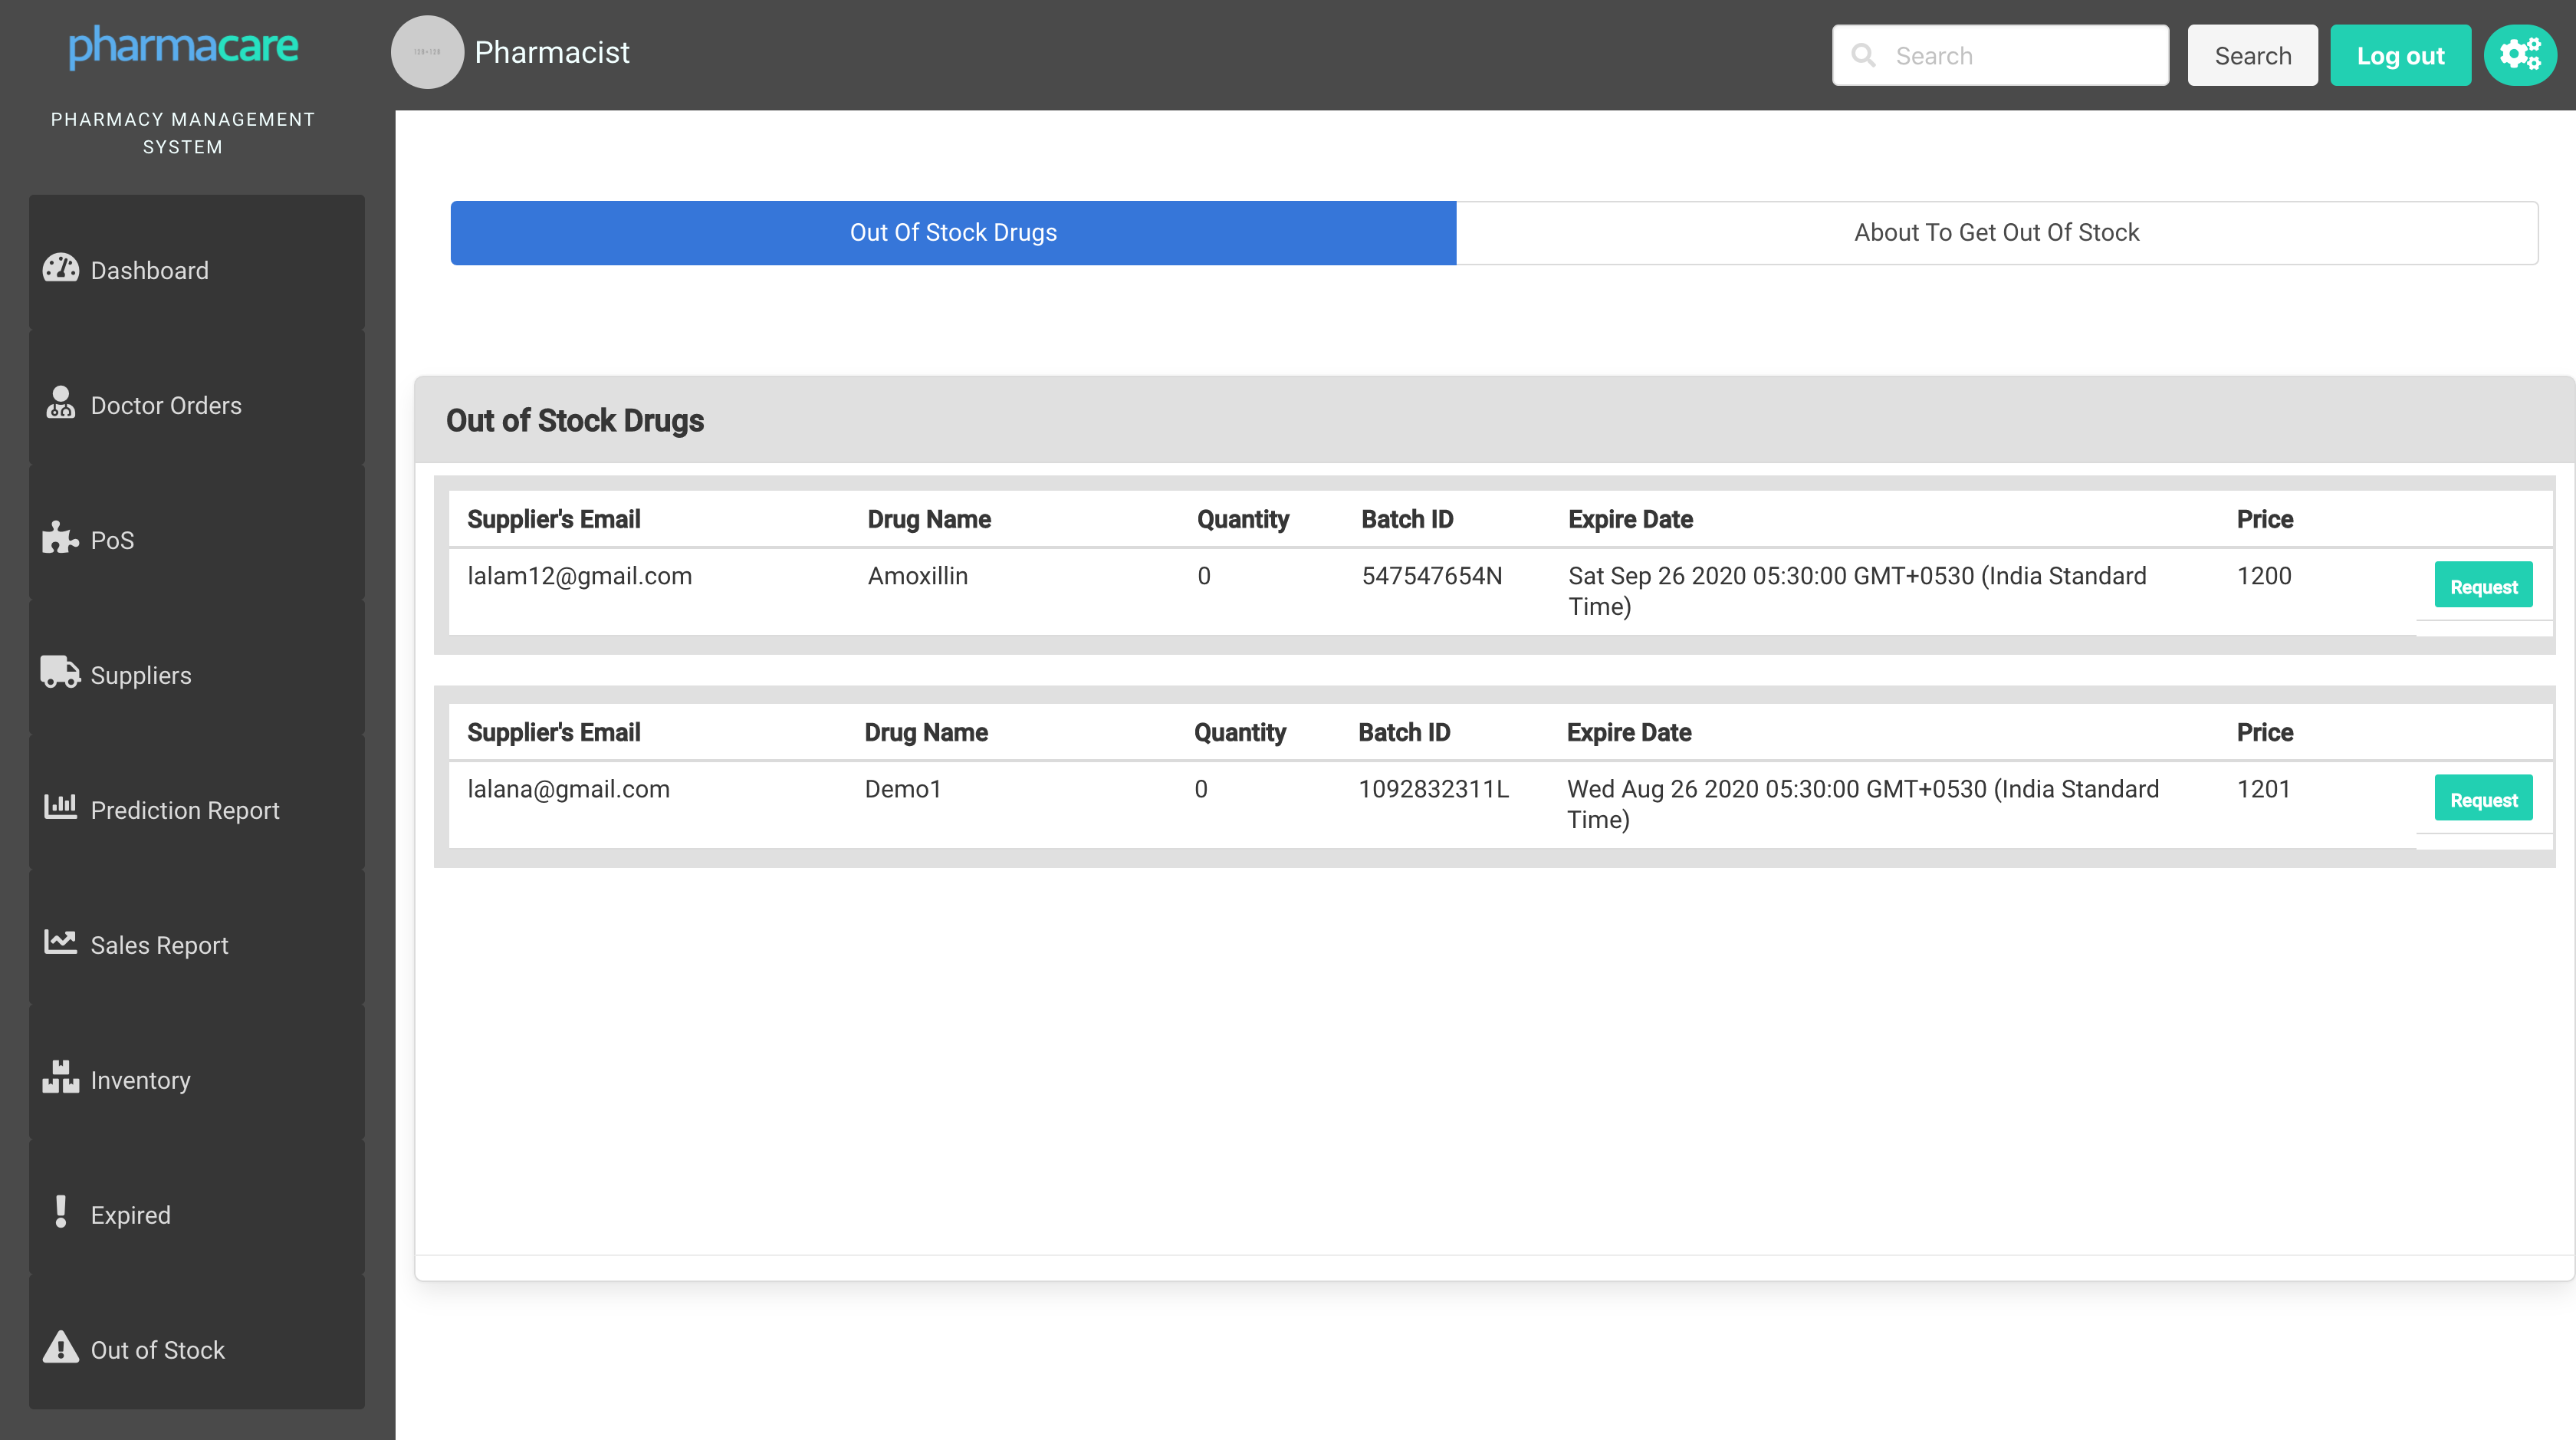 pharmacare
PHARMACY MANAGEMENT
SYSTEM
Pharmacist
Search
Search
Log out
Dashboard
Doctor Orders
PoS
Suppliers
Prediction Report
Sales Report
Inventory
Expired
Out of Stock
Out Of Stock Drugs
About To Get Out Of Stock
Out of Stock Drugs
Supplier's Email Drug Name Quantity Batch ID Expire Date Price
lalam12@gmail.com Amoxillin 0 547547654N Sat Sep 26 2020 05:30:00 GMT+0530 (India Standard 1200 Request
Time)
Supplier's Email Drug Name Quantity Batch ID Expire Date Price
lalana@gmail.com Demo1 0 1092832311L Wed Aug 26 2020 05:30:00 GMT+0530 (India Standard 1201 Request
Time)